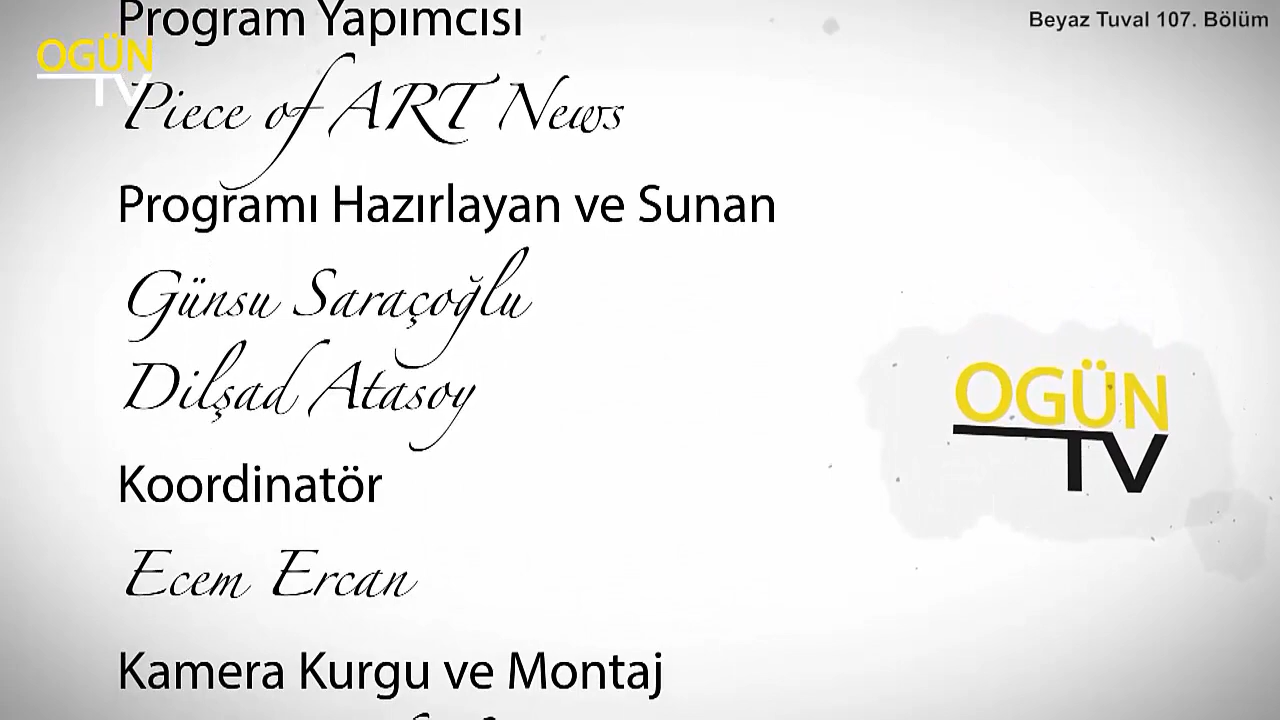 Beyaz Tuval 107. Bölüm
OGÜN
TV
Program Yapımcısı
Piece of ART News
Programı Hazırlayan ve Sunan
Günsu Saraçoğlu
Dilşad Atasoy
Koordinatör
Ecem Ercan
Kamera Kurgu ve Montaj
OGÜN
TV